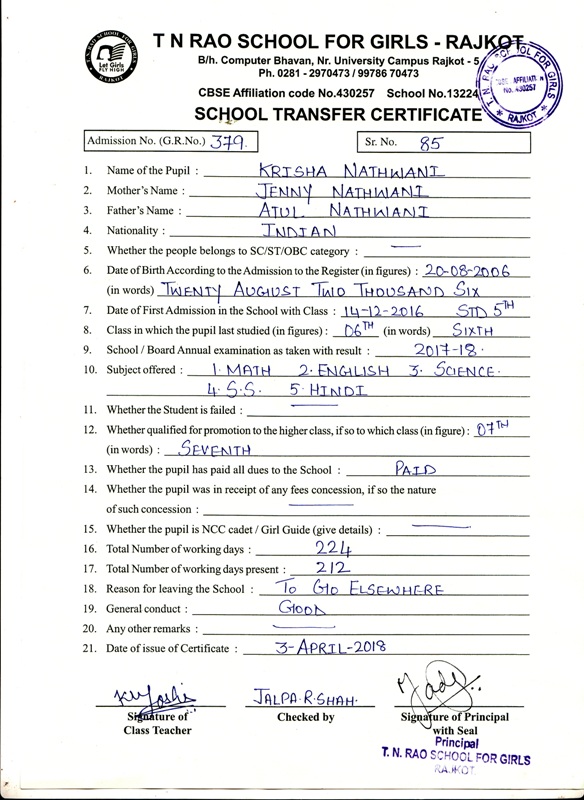 T N RAO SCHOOL FOR GIRLS - RAJKOT
Let Girls
FLY HIGH
RAJKOT
B/h. Computer Bhavan, Nr. University Campus Rajkot - 5
Ph. 0281 - 2970473 / 99786 70473
CBSE Affiliation code No.430257 School No.13224
T. N. RAO SCHOOL FOR GIRLS
CBSE AFFILIATION
No. 430257
RAJKOT
SCHOOL TRANSFER CERTIFICATE
Admission No. (G.R.No.) 379. Sr. No. 85
1. Name of the Pupil : KRISHA NATHWANI
2. Mother's Name : JENNY NATHWANI
3. Father's Name : ATUL NATHWANI
4. Nationality : INDIAN
5. Whether the people belongs to SC/ST/OBC category : —
6. Date of Birth According to the Admission to the Register (in figures) : 20-08-2006
(in words) TWENTY AUGUST TWO THOUSAND SIX
7. Date of First Admission in the School with Class : 14-12-2016 STD 5TH
8. Class in which the pupil last studied (in figures) : 06TH (in words) SIXTH
9. School / Board Annual examination as taken with result : 2017-18.
10. Subject offered : 1. MATH 2. ENGLISH 3. SCIENCE.
4. S.S. 5. HINDI
11. Whether the Student is failed : —
12. Whether qualified for promotion to the higher class, if so to which class (in figure) : 07TH
(in words) : SEVENTH
13. Whether the pupil has paid all dues to the School : PAID
14. Whether the pupil was in receipt of any fees concession, if so the nature
of such concession : —
15. Whether the pupil is NCC cadet / Girl Guide (give details) : —
16. Total Number of working days : 224
17. Total Number of working days present : 212
18. Reason for leaving the School : TO GO ELSEWHERE
19. General conduct : GOOD
20. Any other remarks : —
21. Date of issue of Certificate : 3-APRIL-2018
JALPA.R.SHAH.
Signature of Checked by Signature of Principal
Class Teacher with Seal
Principal
T. N. RAO SCHOOL FOR GIRLS
RAJKOT